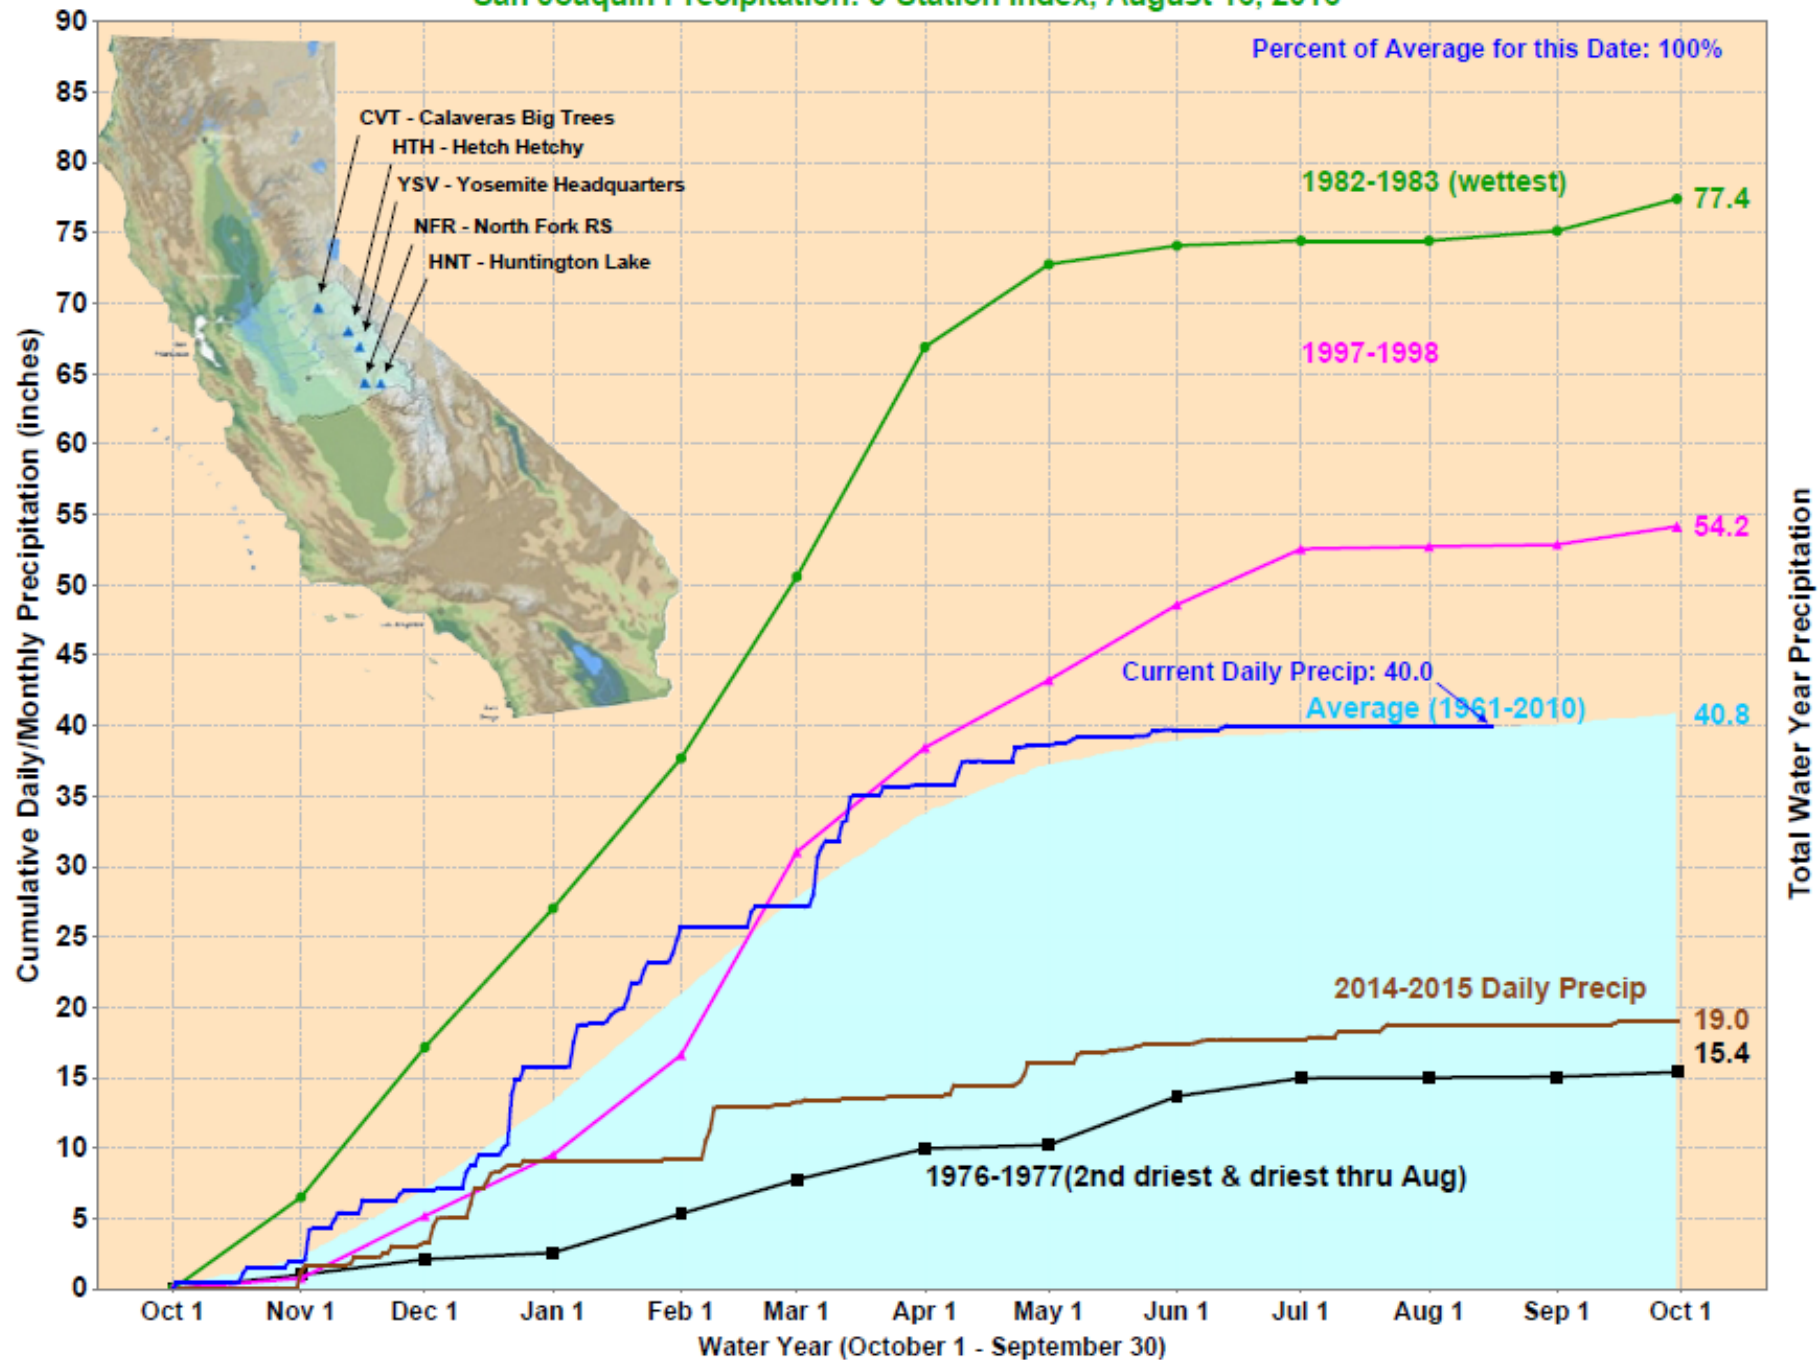 90
85
80
75
70
65
60
55
50
45
40
35
30
25
20
15
10
5
0
Cumulative Daily/Monthly Precipitation (inches)
Percent of Average for this Date: 100%
CVT - Calaveras Big Trees
HTH - Hetch Hetchy
YSV - Yosemite Headquarters
NFR - North Fork RS
HNT - Huntington Lake
1982-1983 (wettest)
77.4
1997-1998
54.2
Current Daily Precip: 40.0
Average (1961-2010)
40.8
2014-2015 Daily Precip
19.0
15.4
1976-1977(2nd driest & driest thru Aug)
Total Water Year Precipitation
Oct 1 Nov 1 Dec 1 Jan 1 Feb 1 Mar 1 Apr 1 May 1 Jun 1 Jul 1 Aug 1 Sep 1 Oct 1
Water Year (October 1 - September 30)